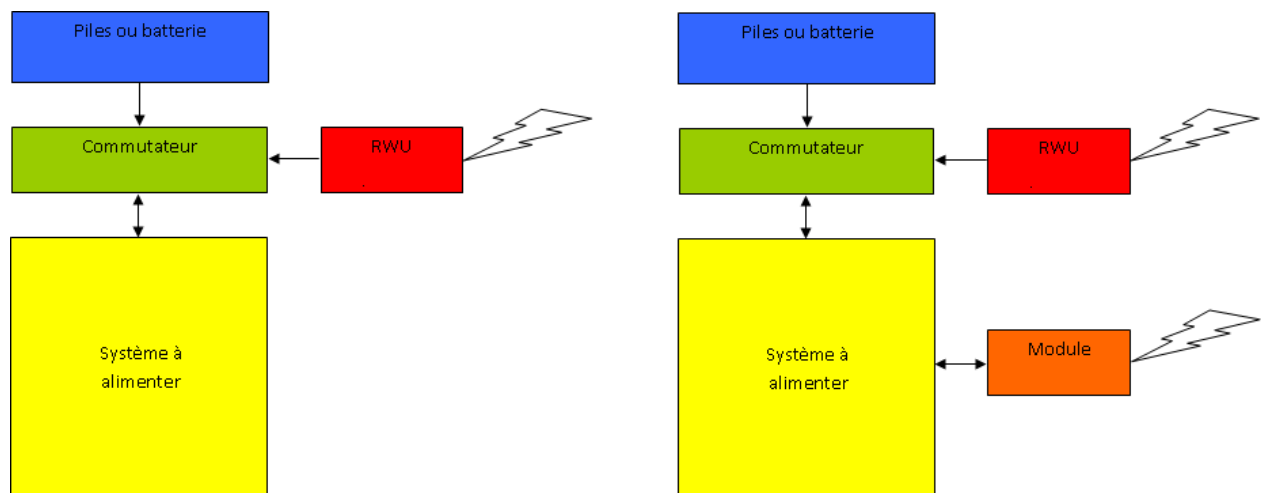 Piles ou batterie
Commutateur
RWU
Système à
alimenter
Piles ou batterie
Commutateur
RWU
Système à
alimenter
Module